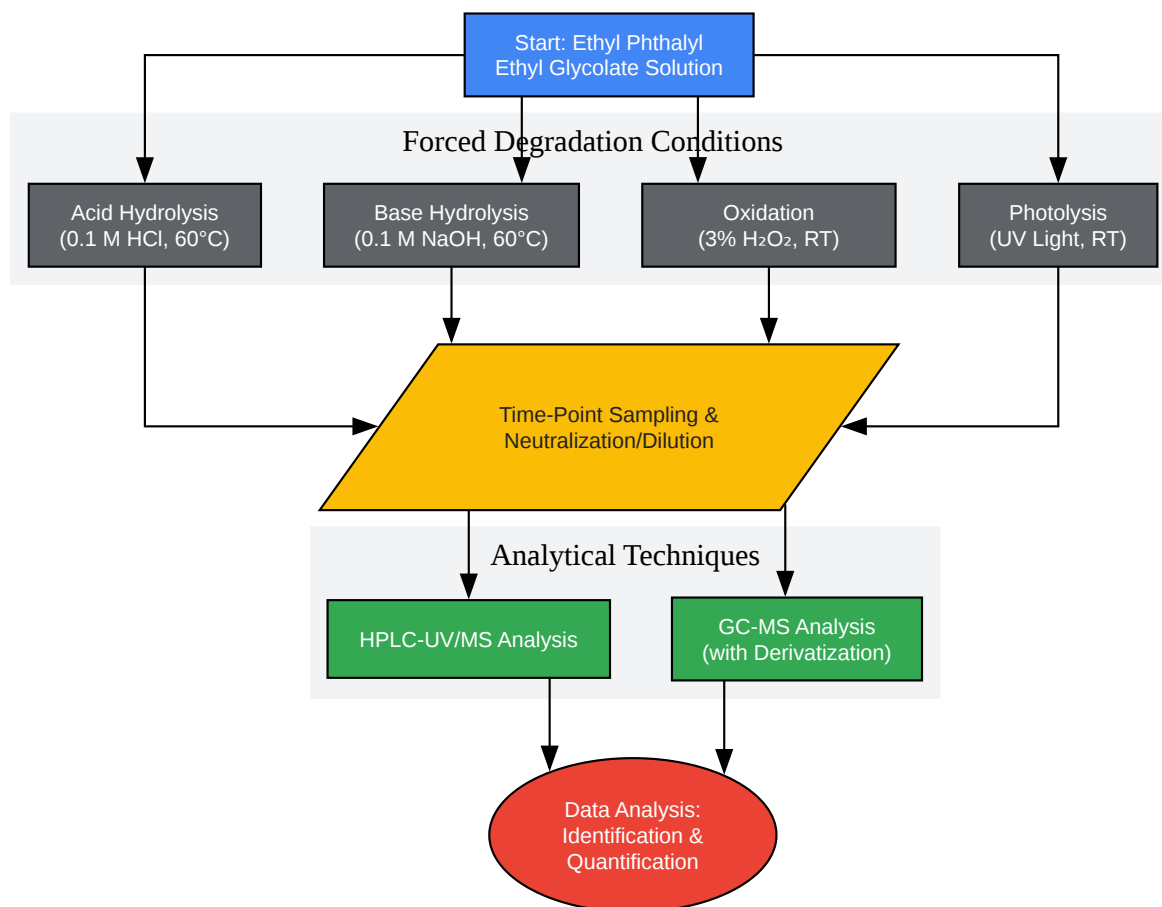 Start: Ethyl Phthalyl
Ethyl Glycolate Solution
Forced Degradation Conditions
Acid Hydrolysis
(0.1 M HCl, 60°C)
Base Hydrolysis
(0.1 M NaOH, 60°C)
Oxidation
(3% H₂O₂, RT)
Photolysis
(UV Light, RT)
Time-Point Sampling &
Neutralization/Dilution
Analytical Techniques
HPLC-UV/MS Analysis
GC-MS Analysis
(with Derivatization)
Data Analysis:
Identification &
Quantification